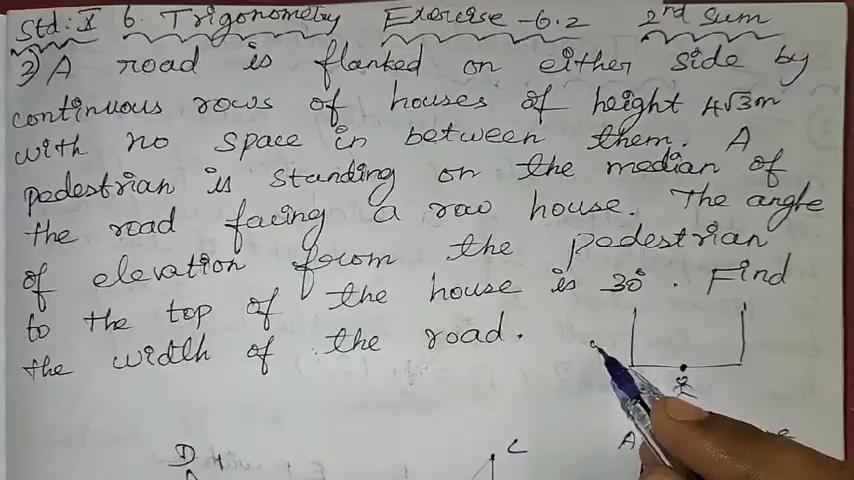 Std: X 6. Trigonometry Exercise -6.2 2nd Sum
3) A road is flanked on either side by
continuous rows of houses of height 4√3m
with no space in between them. A
pedestrian is standing on the median of
the road facing a row house. The angle
of elevation from the pedestrian
to the top of the house is 30°. Find
the width of the road.
A
D C